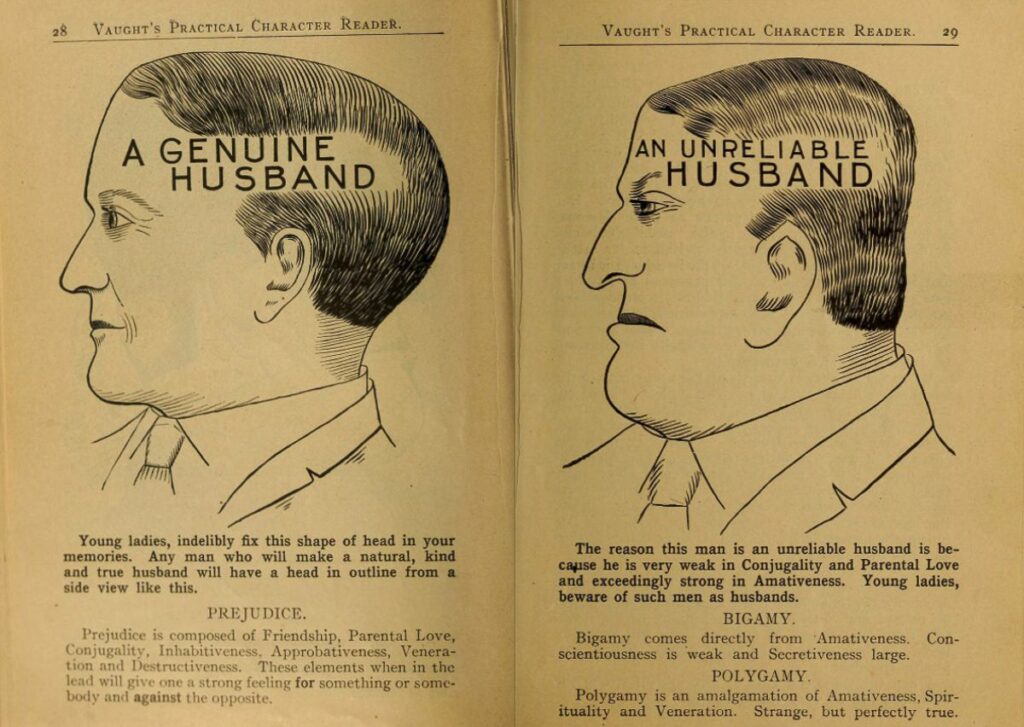 28 VAUGHT'S PRACTICAL CHARACTER READER.
A GENUINE
HUSBAND
Young ladies, indelibly fix this shape of head in your
memories. Any man who will make a natural, kind
and true husband will have a head in outline from a
side view like this.
PREJUDICE.
Prejudice is composed of Friendship, Parental Love,
Conjugality, Inhabitiveness, Approbativeness, Venera-
tion and Destructiveness. These elements when in the
lead will give one a strong feeling for something or some-
body and against the opposite.
VAUGHT'S PRACTICAL CHARACTER READER. 29
AN UNRELIABLE
HUSBAND
The reason this man is an unreliable husband is be-
cause he is very weak in Conjugality and Parental Love
and exceedingly strong in Amativeness. Young ladies,
beware of such men as husbands.
BIGAMY.
Bigamy comes directly from Amativeness. Con-
scientiousness is weak and Secretiveness large.
POLYGAMY.
Polygamy is an amalgamation of Amativeness, Spir-
ituality and Veneration. Strange, but perfectly true.